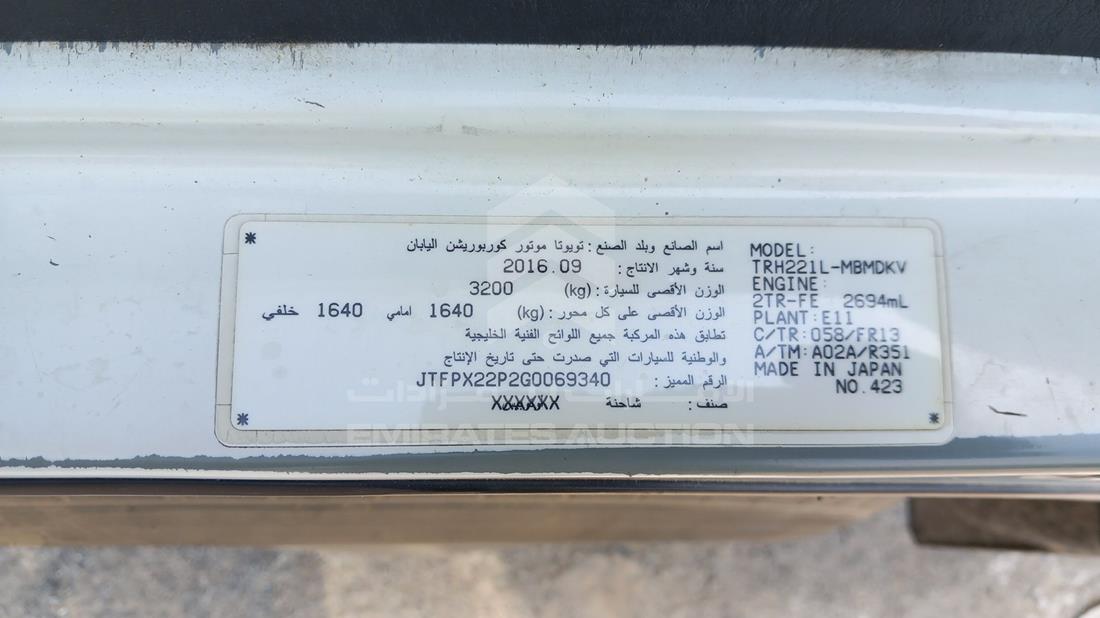 اسم الصانع وبلد الصنع : تويوتا موتور كوربوريشن اليابان
سنة وشهر الانتاج : 2016.09
الوزن الأقصى للسيارة : (kg) 3200
الوزن الأقصى على كل محور : (kg) 1640 امامي 1640 خلفي
تطابق هذه المركبة جميع اللوائح الفنية الخليجية
والوطنية للسيارات التي صدرت حتى تاريخ الإنتاج
الرقم المميز : JTFPX22P2G0069340
صنف : شاحنة XXXXXX
MODEL:
TRH221L-MBMDKV
ENGINE:
2TR-FE 2694mL
PLANT:E11
C/TR:058/FR13
A/TM:A02A/R351
MADE IN JAPAN
NO.423
الإمارات للمزادات
EMIRATES AUCTION